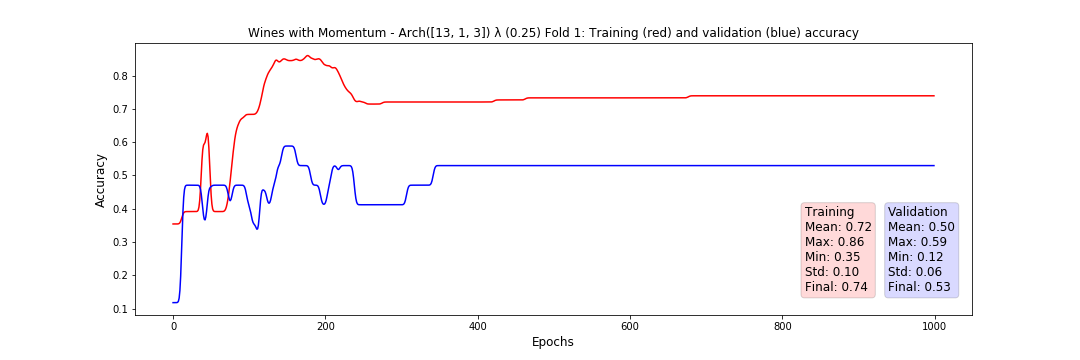 Wines with Momentum - Arch([13, 1, 3]) λ (0.25) Fold 1: Training (red) and validation (blue) accuracy
Accuracy
0.8
0.7
0.6
0.5
0.4
0.3
0.2
0.1
Training
Mean: 0.72
Max: 0.86
Min: 0.35
Std: 0.10
Final: 0.74
Validation
Mean: 0.50
Max: 0.59
Min: 0.12
Std: 0.06
Final: 0.53
0 200 400 600 800 1000
Epochs